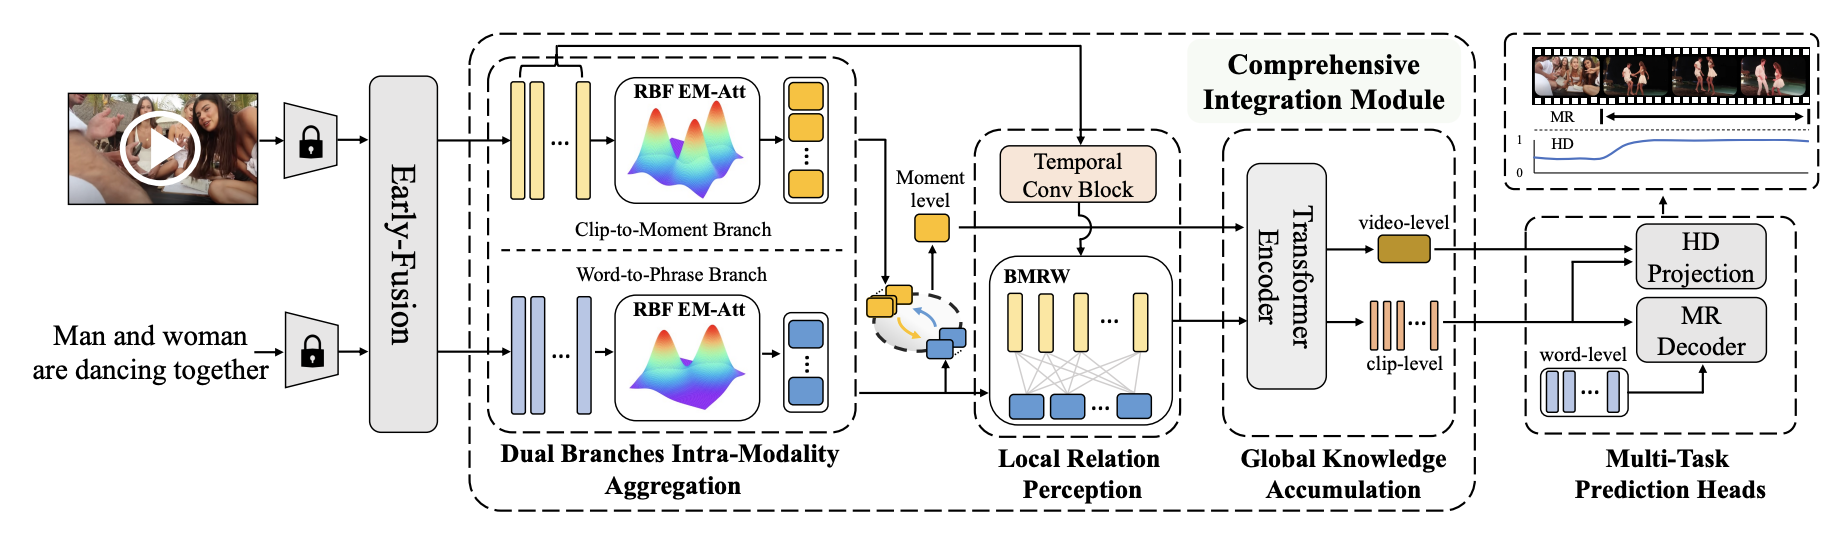 Man and woman
are dancing together
Early-Fusion
RBF EM-Att
Clip-to-Moment Branch
Word-to-Phrase Branch
RBF EM-Att
Dual Branches Intra-Modality
Aggregation
Moment
level
Temporal
Conv Block
BMRW
Local Relation
Perception
Comprehensive
Integration Module
Transformer
Encoder
video-level
clip-level
Global Knowledge
Accumulation
MR
1
HD
0
HD
Projection
MR
Decoder
word-level
Multi-Task
Prediction Heads